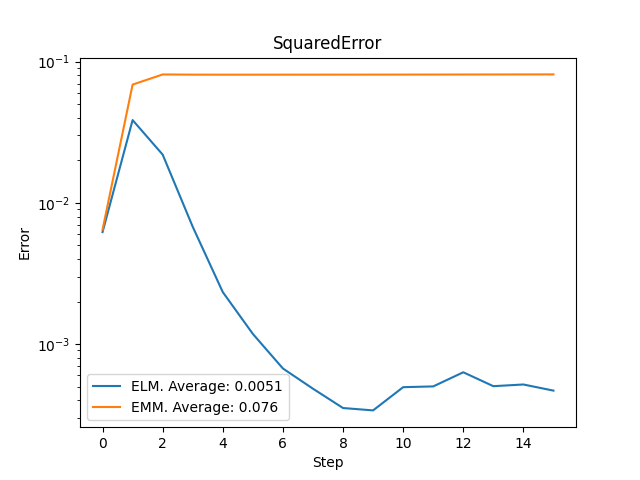 SquaredError
10⁻¹
10⁻²
10⁻³
Error
ELM. Average: 0.0051
EMM. Average: 0.076
0 2 4 6 8 10 12 14
Step